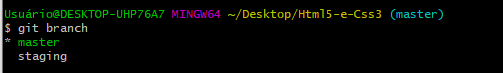 Usuário@DESKTOP-UHP76A7 MINGW64 ~/Desktop/Html5-e-Css3 (master)
$ git branch
* master
  staging